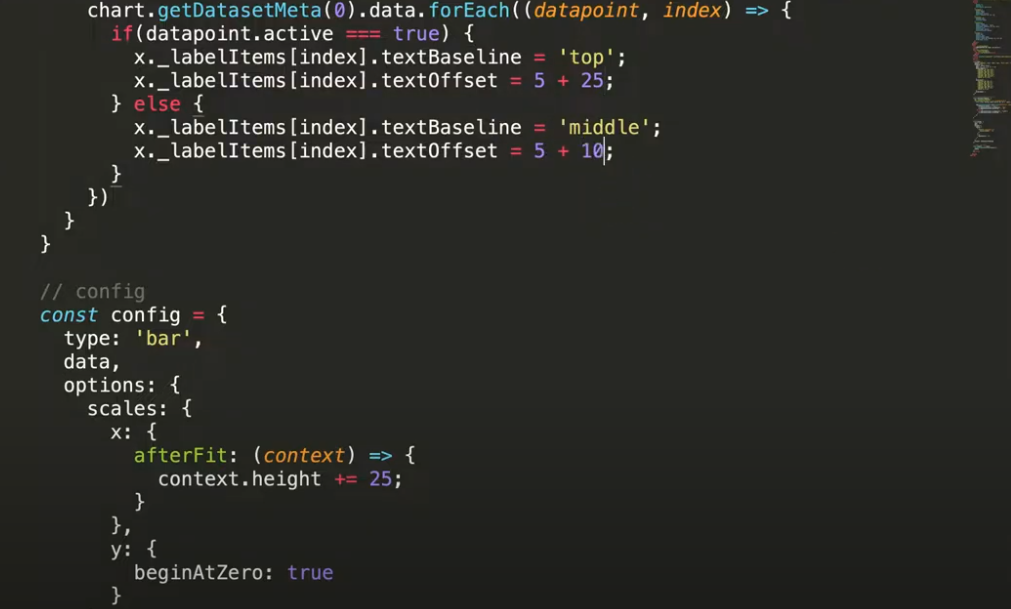 chart.getDatasetMeta(0).data.forEach((datapoint, index) => {
if(datapoint.active === true) {
x._labelItems[index].textBaseline = 'top';
x._labelItems[index].textOffset = 5 + 25;
} else {
x._labelItems[index].textBaseline = 'middle';
x._labelItems[index].textOffset = 5 + 10;
}
})
}
}
// config
const config = {
type: 'bar',
data,
options: {
scales: {
x: {
afterFit: (context) => {
context.height += 25;
}
},
y: {
beginAtZero: true
}